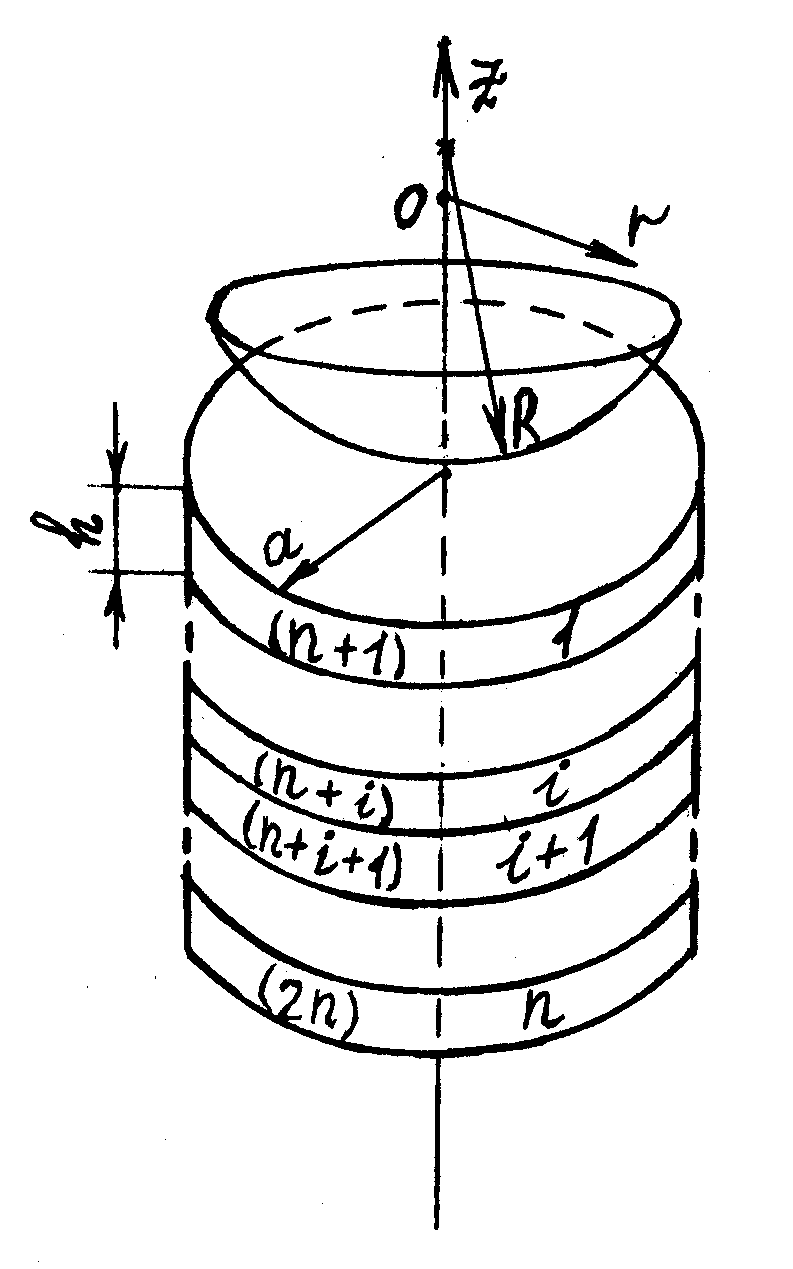 z
O
r
R
h
a
(n+1) 1
(n+i) i
(n+i+1) i+1
(2n) n